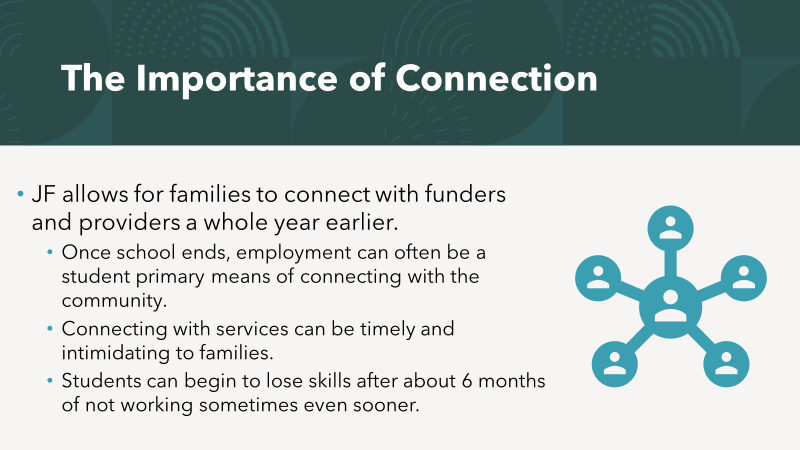 The Importance of Connection
• JF allows for families to connect with funders
and providers a whole year earlier.
• Once school ends, employment can often be a
student primary means of connecting with the
community.
• Connecting with services can be timely and
intimidating to families.
• Students can begin to lose skills after about 6 months
of not working sometimes even sooner.